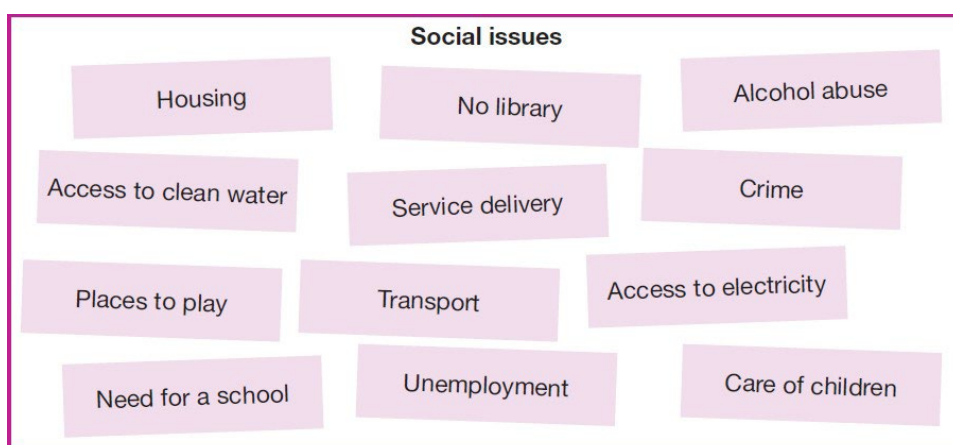 Social issues
Housing
No library
Alcohol abuse
Access to clean water
Service delivery
Crime
Places to play
Transport
Access to electricity
Need for a school
Unemployment
Care of children